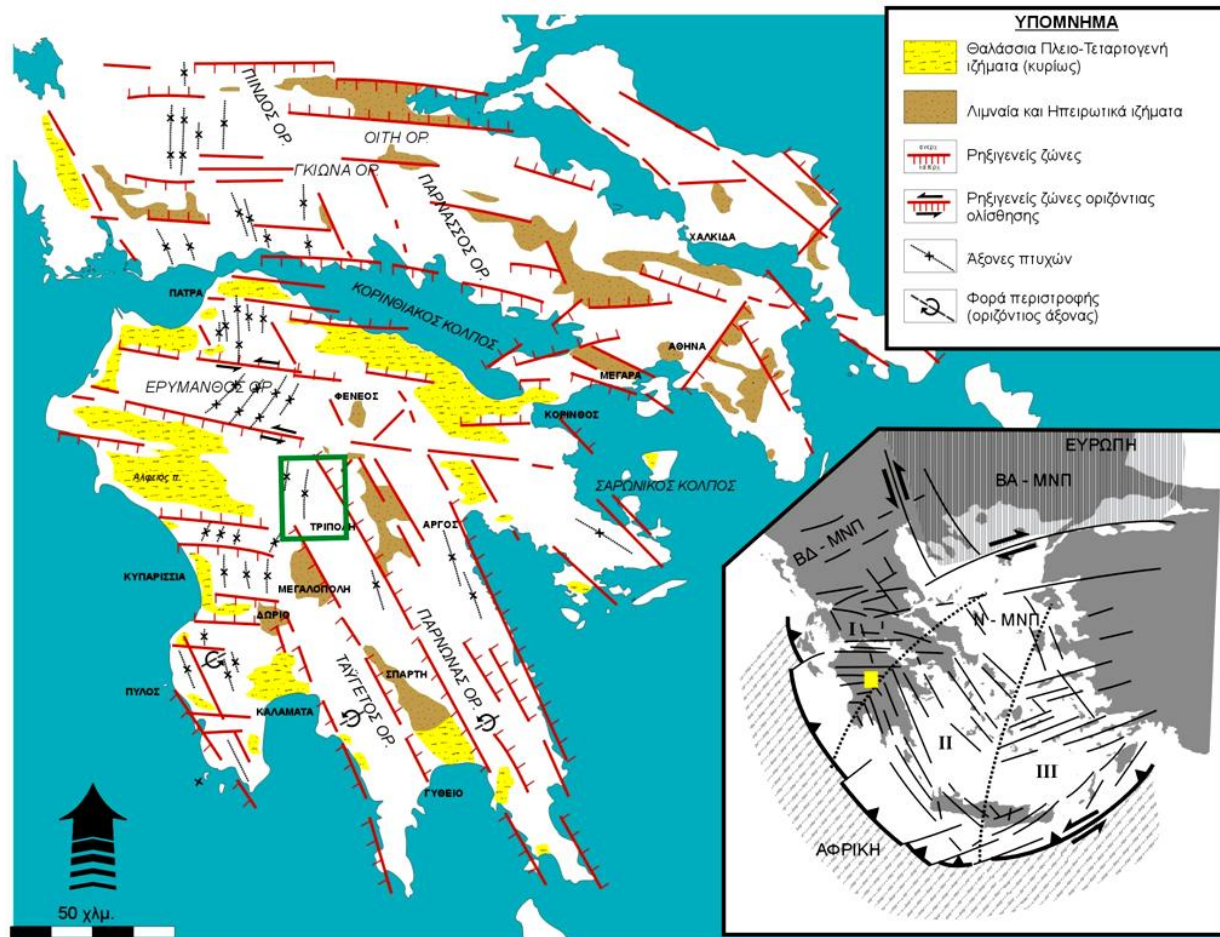 ΥΠΟΜΝΗΜΑ
Θαλάσσια Πλειο-Τεταρτογενή
ιζήματα (κυρίως)
Λιμναία και Ηπειρωτικά ιζήματα
Ρηξιγενείς ζώνες
Ρηξιγενείς ζώνες οριζόντιας
ολίσθησης
Άξονες πτυχών
Φορά περιστροφής
(οριζόντιος άξονας)
ΠΙΝΔΟΣ ΟΡ.
ΟΙΤΗ ΟΡ.
ΓΚΙΩΝΑ ΟΡ
ΠΑΡΝΑΣΣΟΣ ΟΡ.
ΧΑΛΚΙΔΑ
ΠΑΤΡΑ
ΚΟΡΙΝΘΙΑΚΟΣ ΚΟΛΠΟΣ
ΑΘΗΝΑ
ΜΕΓΑΡΑ
ΕΡΥΜΑΝΘΟΣ ΟΡ.
ΦΕΝΕΟΣ
ΚΟΡΙΝΘΟΣ
Αλφειός π.
ΣΑΡΩΝΙΚΟΣ ΚΟΛΠΟΣ
ΤΡΙΠΟΛΗ
ΑΡΓΟΣ
ΚΥΠΑΡΙΣΣΙΑ
ΜΕΓΑΛΟΠΟΛΗ
ΔΩΡΙΟ
ΠΑΡΝΩΝΑΣ ΟΡ.
ΣΠΑΡΤΗ
ΤΑΫΓΕΤΟΣ ΟΡ.
ΠΥΛΟΣ
ΚΑΛΑΜΑΤΑ
ΓΥΘΕΙΟ
50 χλμ.
ΕΥΡΩΠΗ
ΒΑ - ΜΝΠ
ΒΔ - ΜΝΠ
Ν - ΜΝΠ
I
II
III
ΑΦΡΙΚΗ